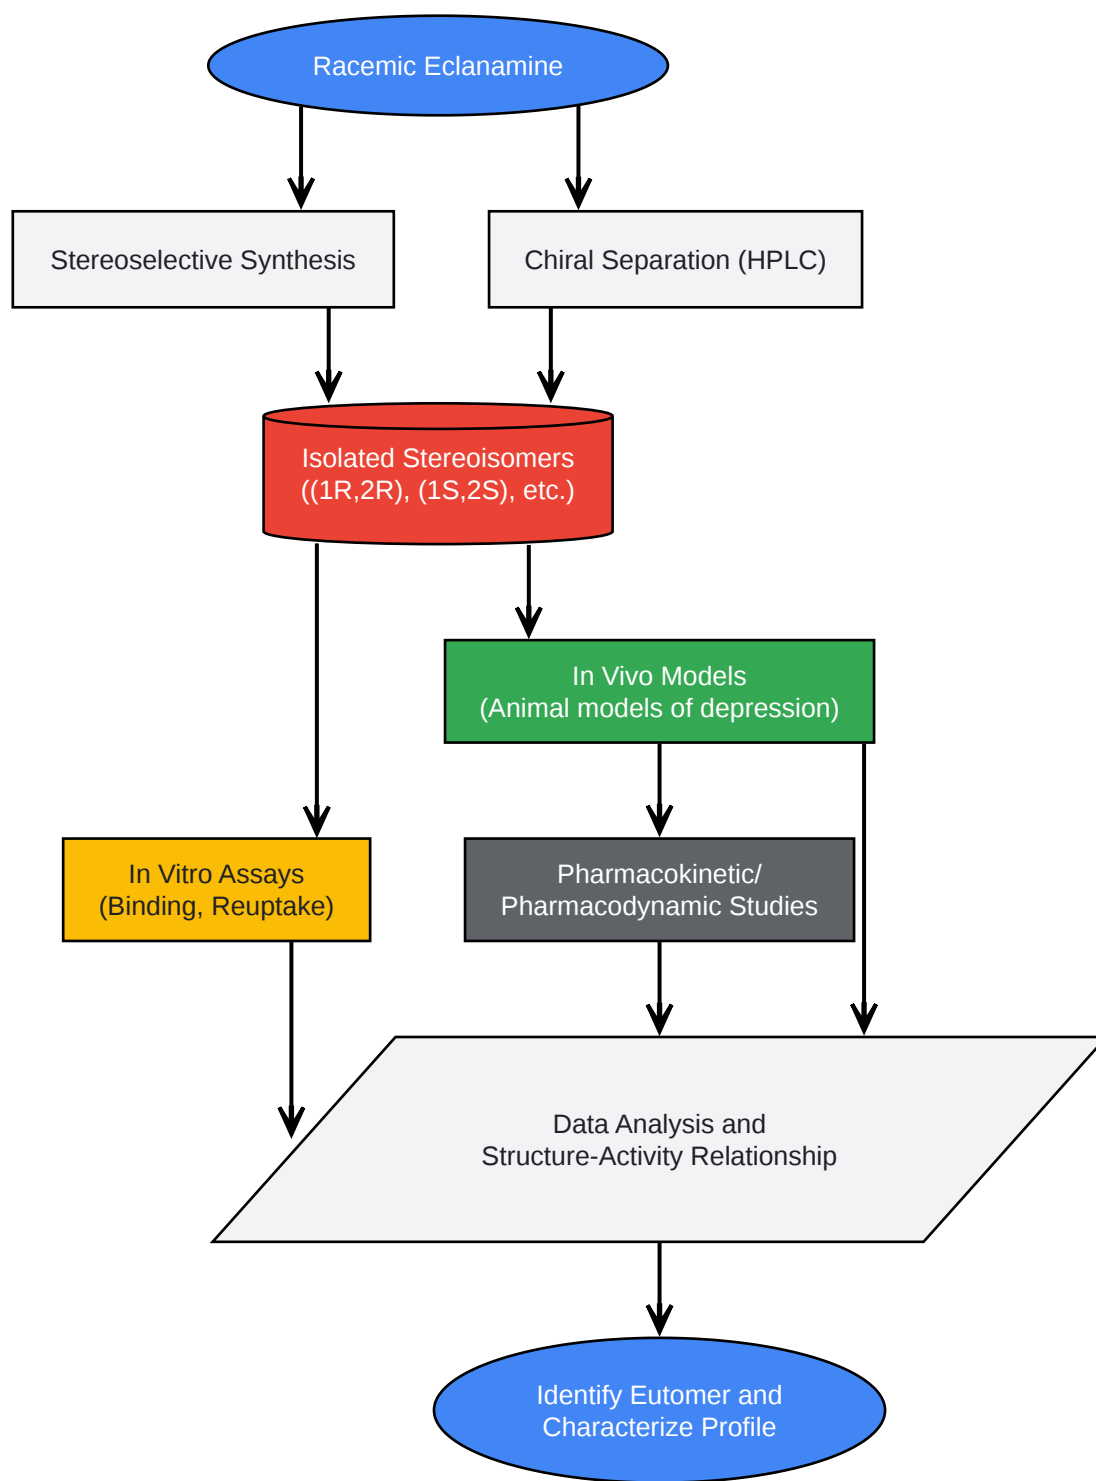 Racemic Eclanamine
Stereoselective Synthesis
Chiral Separation (HPLC)
Isolated Stereoisomers
((1R,2R), (1S,2S), etc.)
In Vivo Models
(Animal models of depression)
In Vitro Assays
(Binding, Reuptake)
Pharmacokinetic/
Pharmacodynamic Studies
Data Analysis and
Structure-Activity Relationship
Identify Eutomer and
Characterize Profile